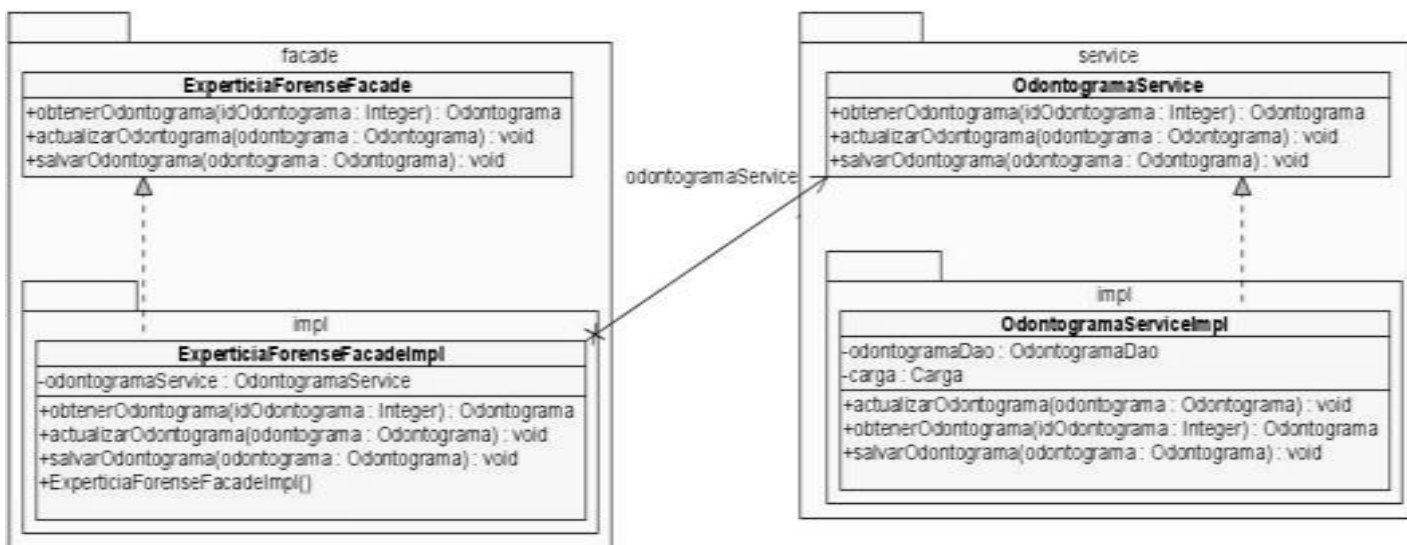 facade
ExperticiaForenseFacade
+obtenerOdontograma(idOdontograma : Integer) : Odontograma
+actualizarOdontograma(odontograma : Odontograma) : void
+salvarOdontograma(odontograma : Odontograma) : void
impl
ExperticiaForenseFacadeImpl
-odontogramaService : OdontogramaService
+obtenerOdontograma(idOdontograma : Integer) : Odontograma
+actualizarOdontograma(odontograma : Odontograma) : void
+salvarOdontograma(odontograma : Odontograma) : void
+ExperticiaForenseFacadeImpl()
odontogramaService
service
OdontogramaService
+obtenerOdontograma(idOdontograma : Integer) : Odontograma
+actualizarOdontograma(odontograma : Odontograma) : void
+salvarOdontograma(odontograma : Odontograma) : void
impl
OdontogramaServiceImpl
-odontogramaDao : OdontogramaDao
-carga : Carga
+actualizarOdontograma(odontograma : Odontograma) : void
+obtenerOdontograma(idOdontograma : Integer) : Odontograma
+salvarOdontograma(odontograma : Odontograma) : void